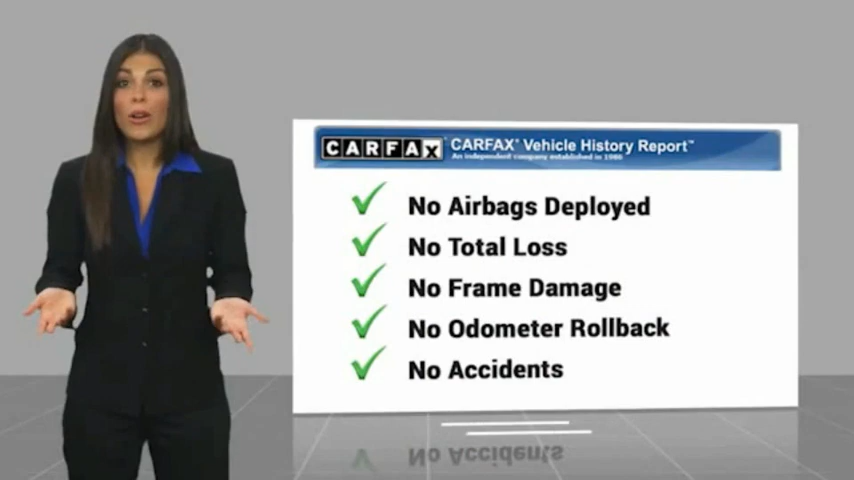 CARFAX CARFAX® Vehicle History Report™
An independent company established in 1986
No Airbags Deployed
No Total Loss
No Frame Damage
No Odometer Rollback
No Accidents
No Accidents